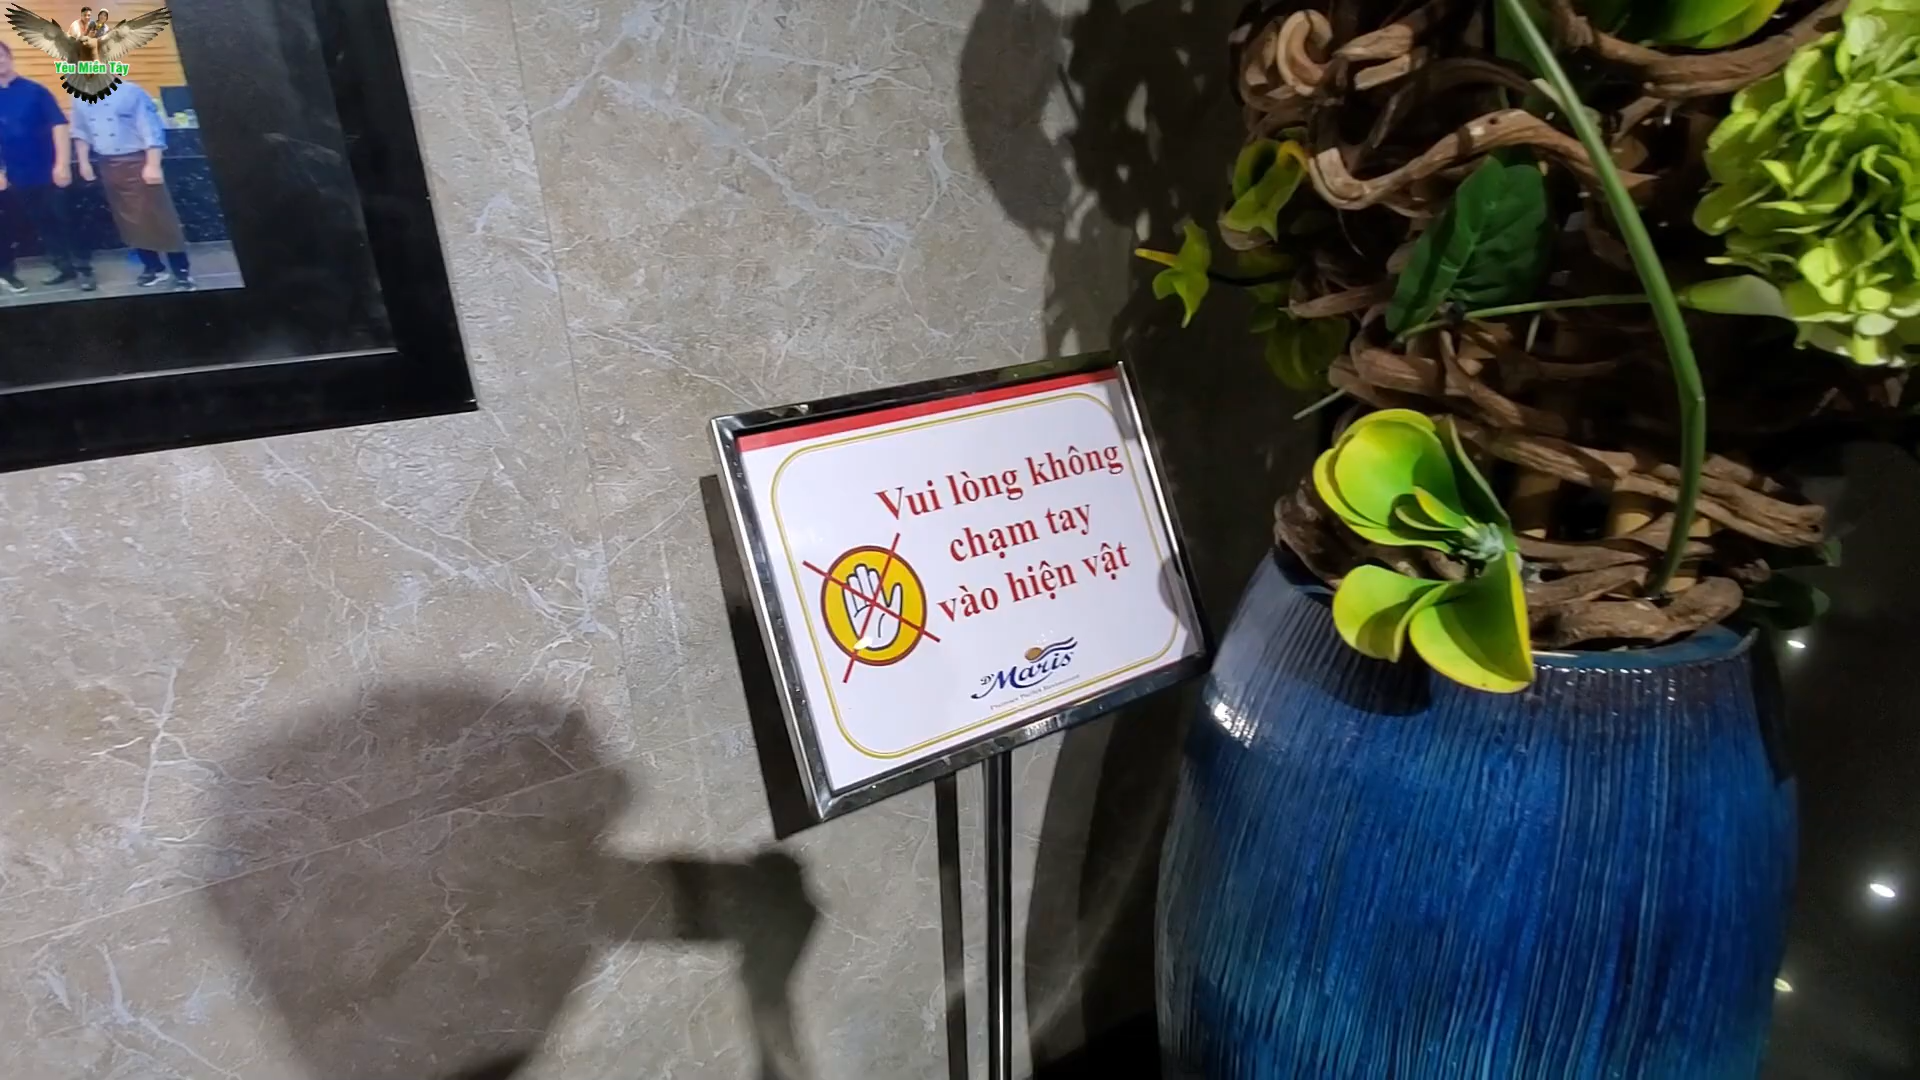 Yêu Miền Tây
Vui lòng không
chạm tay
vào hiện vật
D'Maris